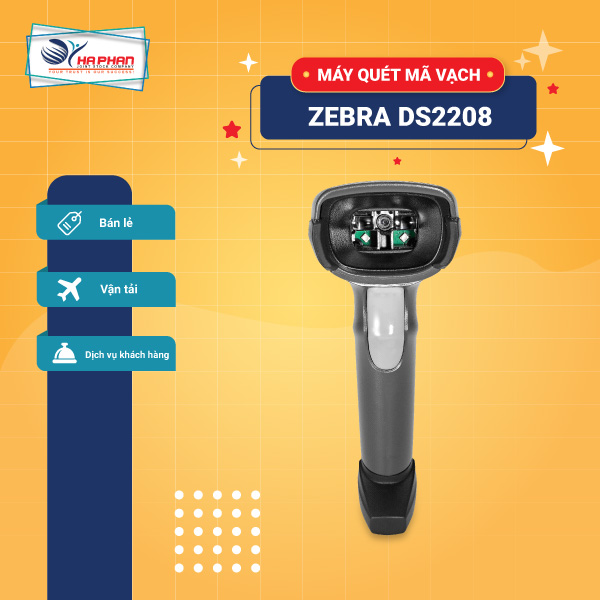 HA PHAN
JOINT STOCK COMPANY
YOUR TRUST IS OUR SUCCESS!
MÁY QUÉT MÃ VẠCH
ZEBRA DS2208
Bán lẻ
Vận tải
Dịch vụ khách hàng